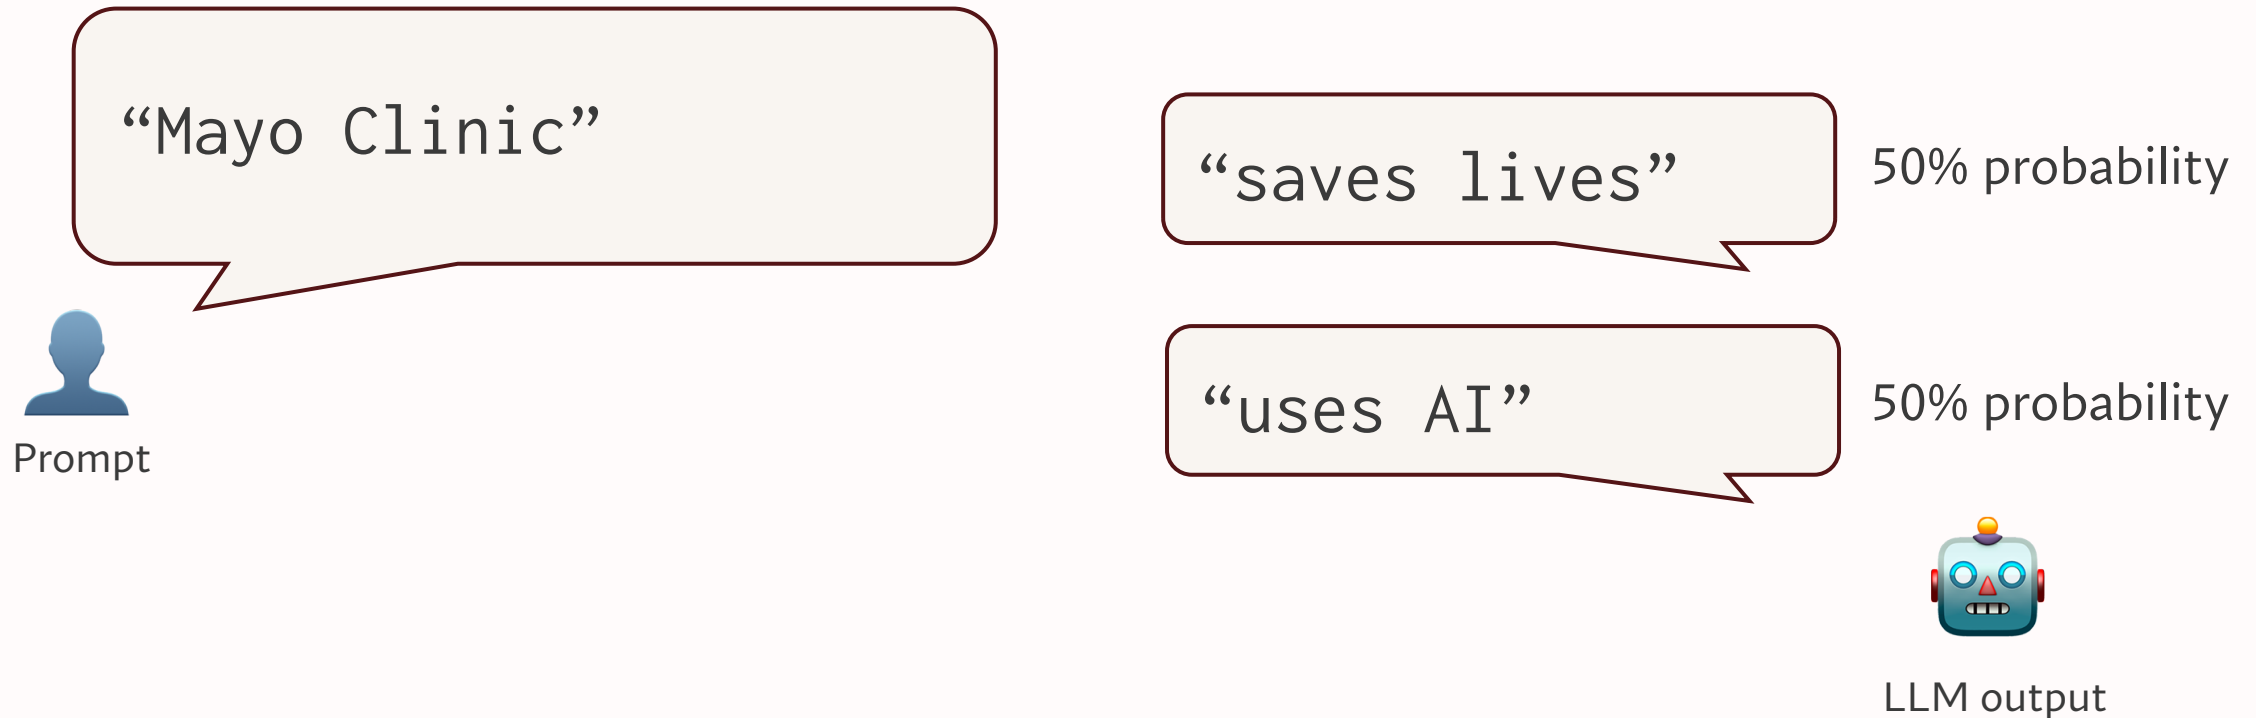 “Mayo Clinic”
Prompt
“saves lives”
50% probability
“uses AI”
50% probability
LLM output